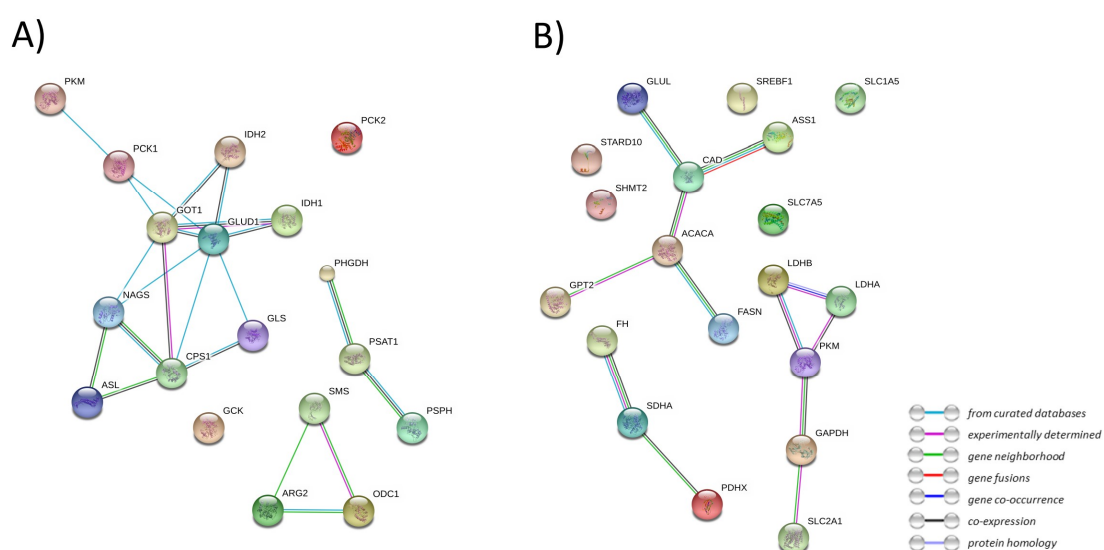 A)
B)
PKM
PCK1
IDH2
PCK2
GOT1
GLUD1
IDH1
PHGDH
NAGS
GLS
CPS1
PSAT1
ASL
GCK
SMS
PSPH
ARG2
ODC1
GLUL
SREBF1
SLC1A5
ASS1
STARD10
CAD
SHMT2
SLC7A5
ACACA
LDHB
LDHA
GPT2
FASN
FH
PKM
SDHA
GAPDH
PDHX
SLC2A1
from curated databases
experimentally determined
gene neighborhood
gene fusions
gene co-occurrence
co-expression
protein homology